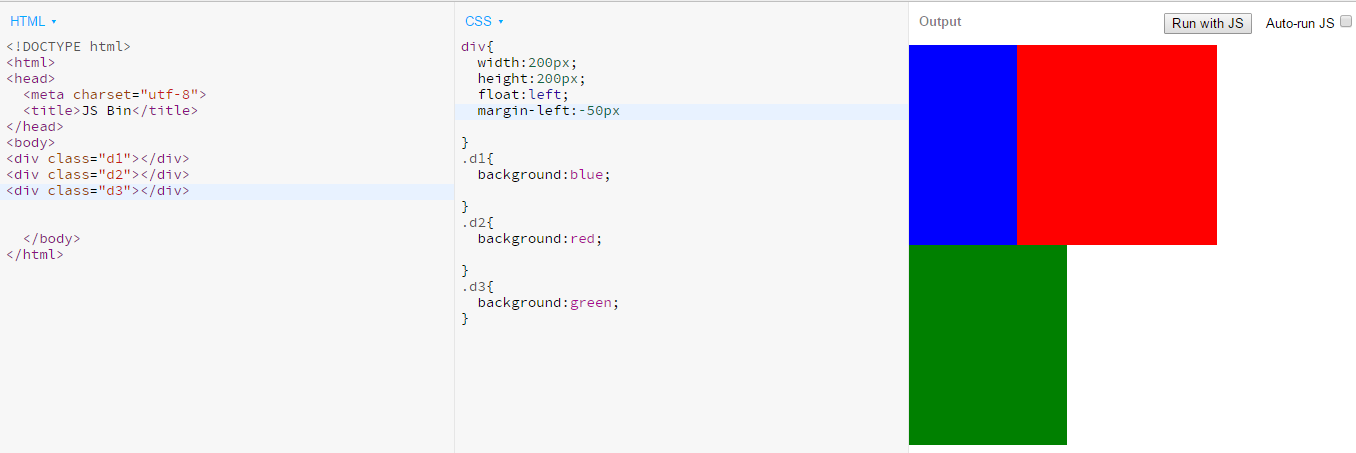 HTML
<!DOCTYPE html>
<html>
<head>
  <meta charset="utf-8">
  <title>JS Bin</title>
</head>
<body>
<div class="d1"></div>
<div class="d2"></div>
<div class="d3"></div>
  </body>
</html>
CSS
div{
  width:200px;
  height:200px;
  float:left;
  margin-left:-50px
}
.d1{
  background:blue;
}
.d2{
  background:red;
}
.d3{
  background:green;
}
Output
Run with JS
Auto-run JS